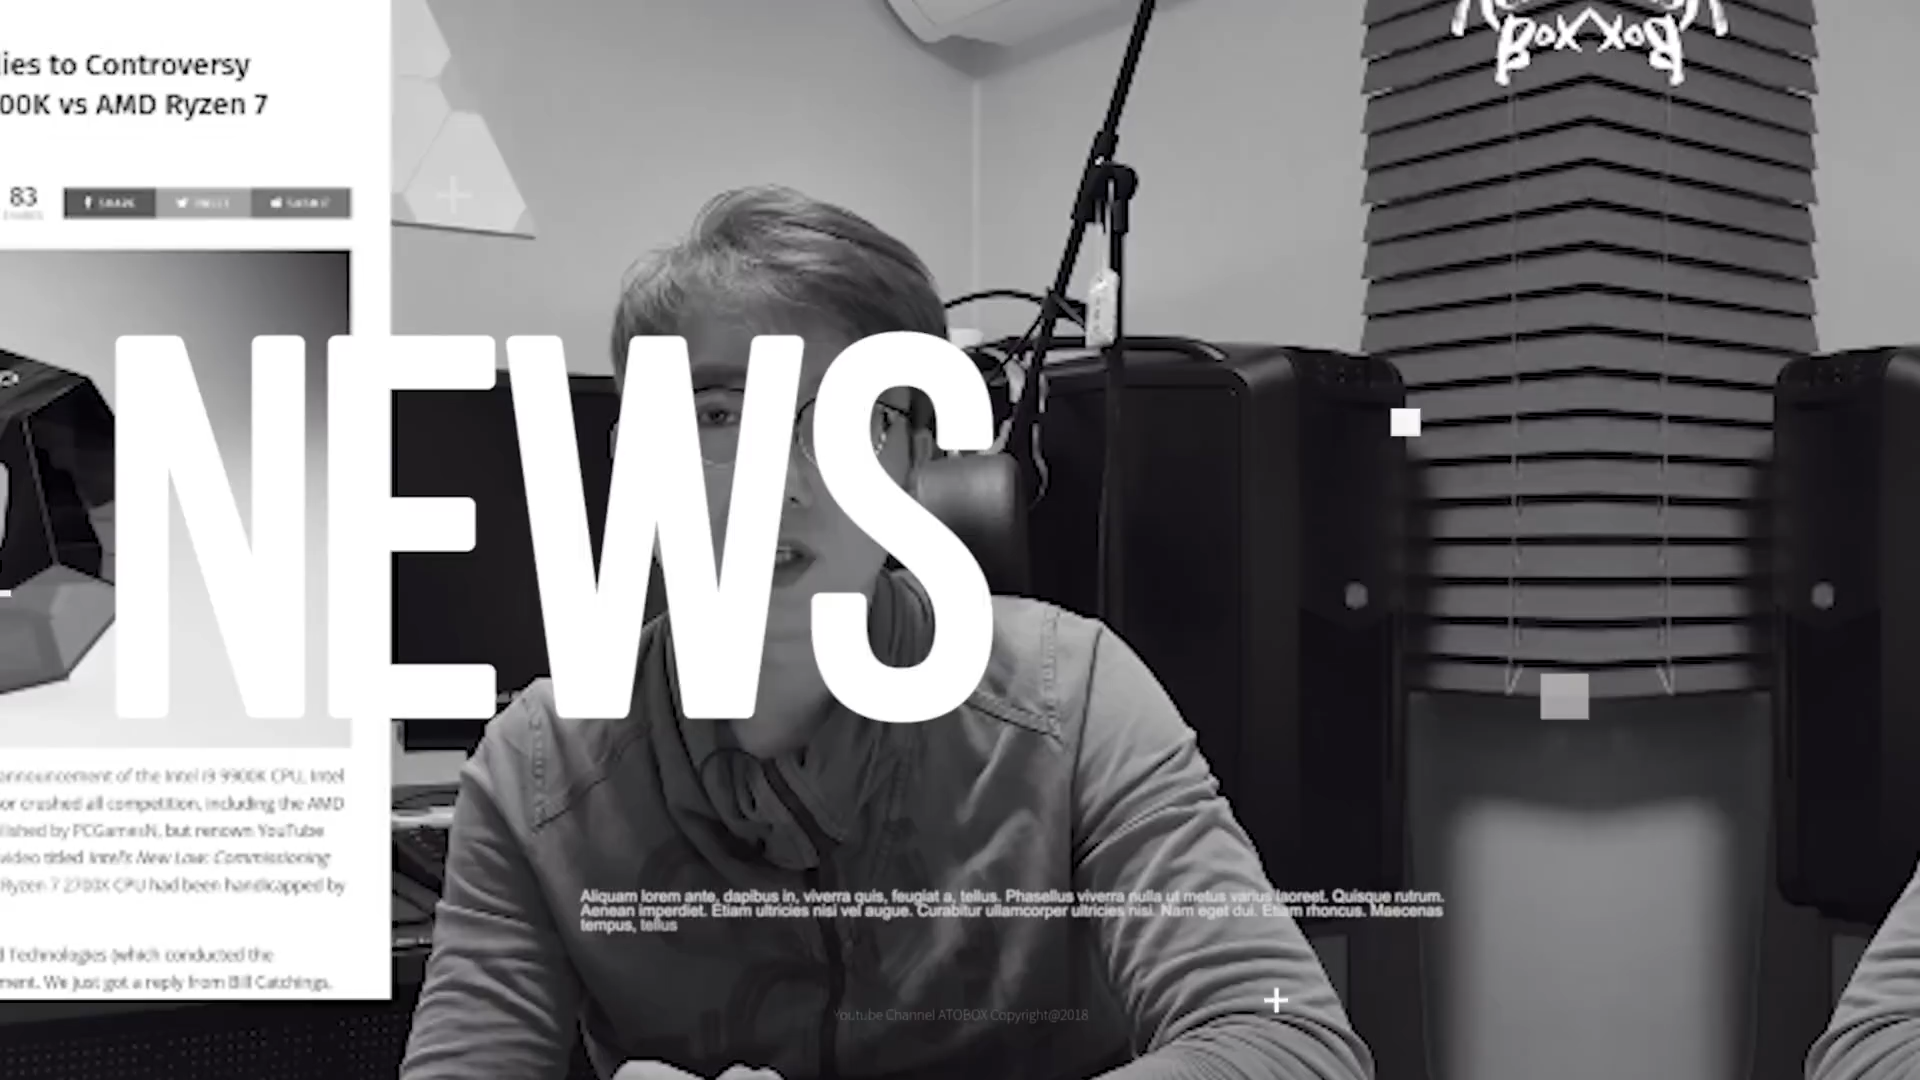 ies to Controversy
00K vs AMD Ryzen 7
83
SHARE
TWEET
SUBMIT
NEWS
announcement of the Intel i9 9900K CPU, Intel
or crushed all competition, including the AMD
lished by PCGamesN, but renown YouTube
video titled Intel's New Low: Commissioning
Ryzen 7 2700X CPU had been handicapped by
Technologies (which conducted the
ment. We just got a reply from Bill Catchings,
Aliquam lorem ante, dapibus in, viverra quis, feugiat a, tellus. Phasellus viverra nulla ut metus varius laoreet. Quisque rutrum.
Aenean imperdiet. Etiam ultricies nisi vel augue. Curabitur ullamcorper ultricies nisi. Nam eget dui. Etiam rhoncus. Maecenas
tempus, tellus
Youtube Channel ATOBOX Copyright@2018